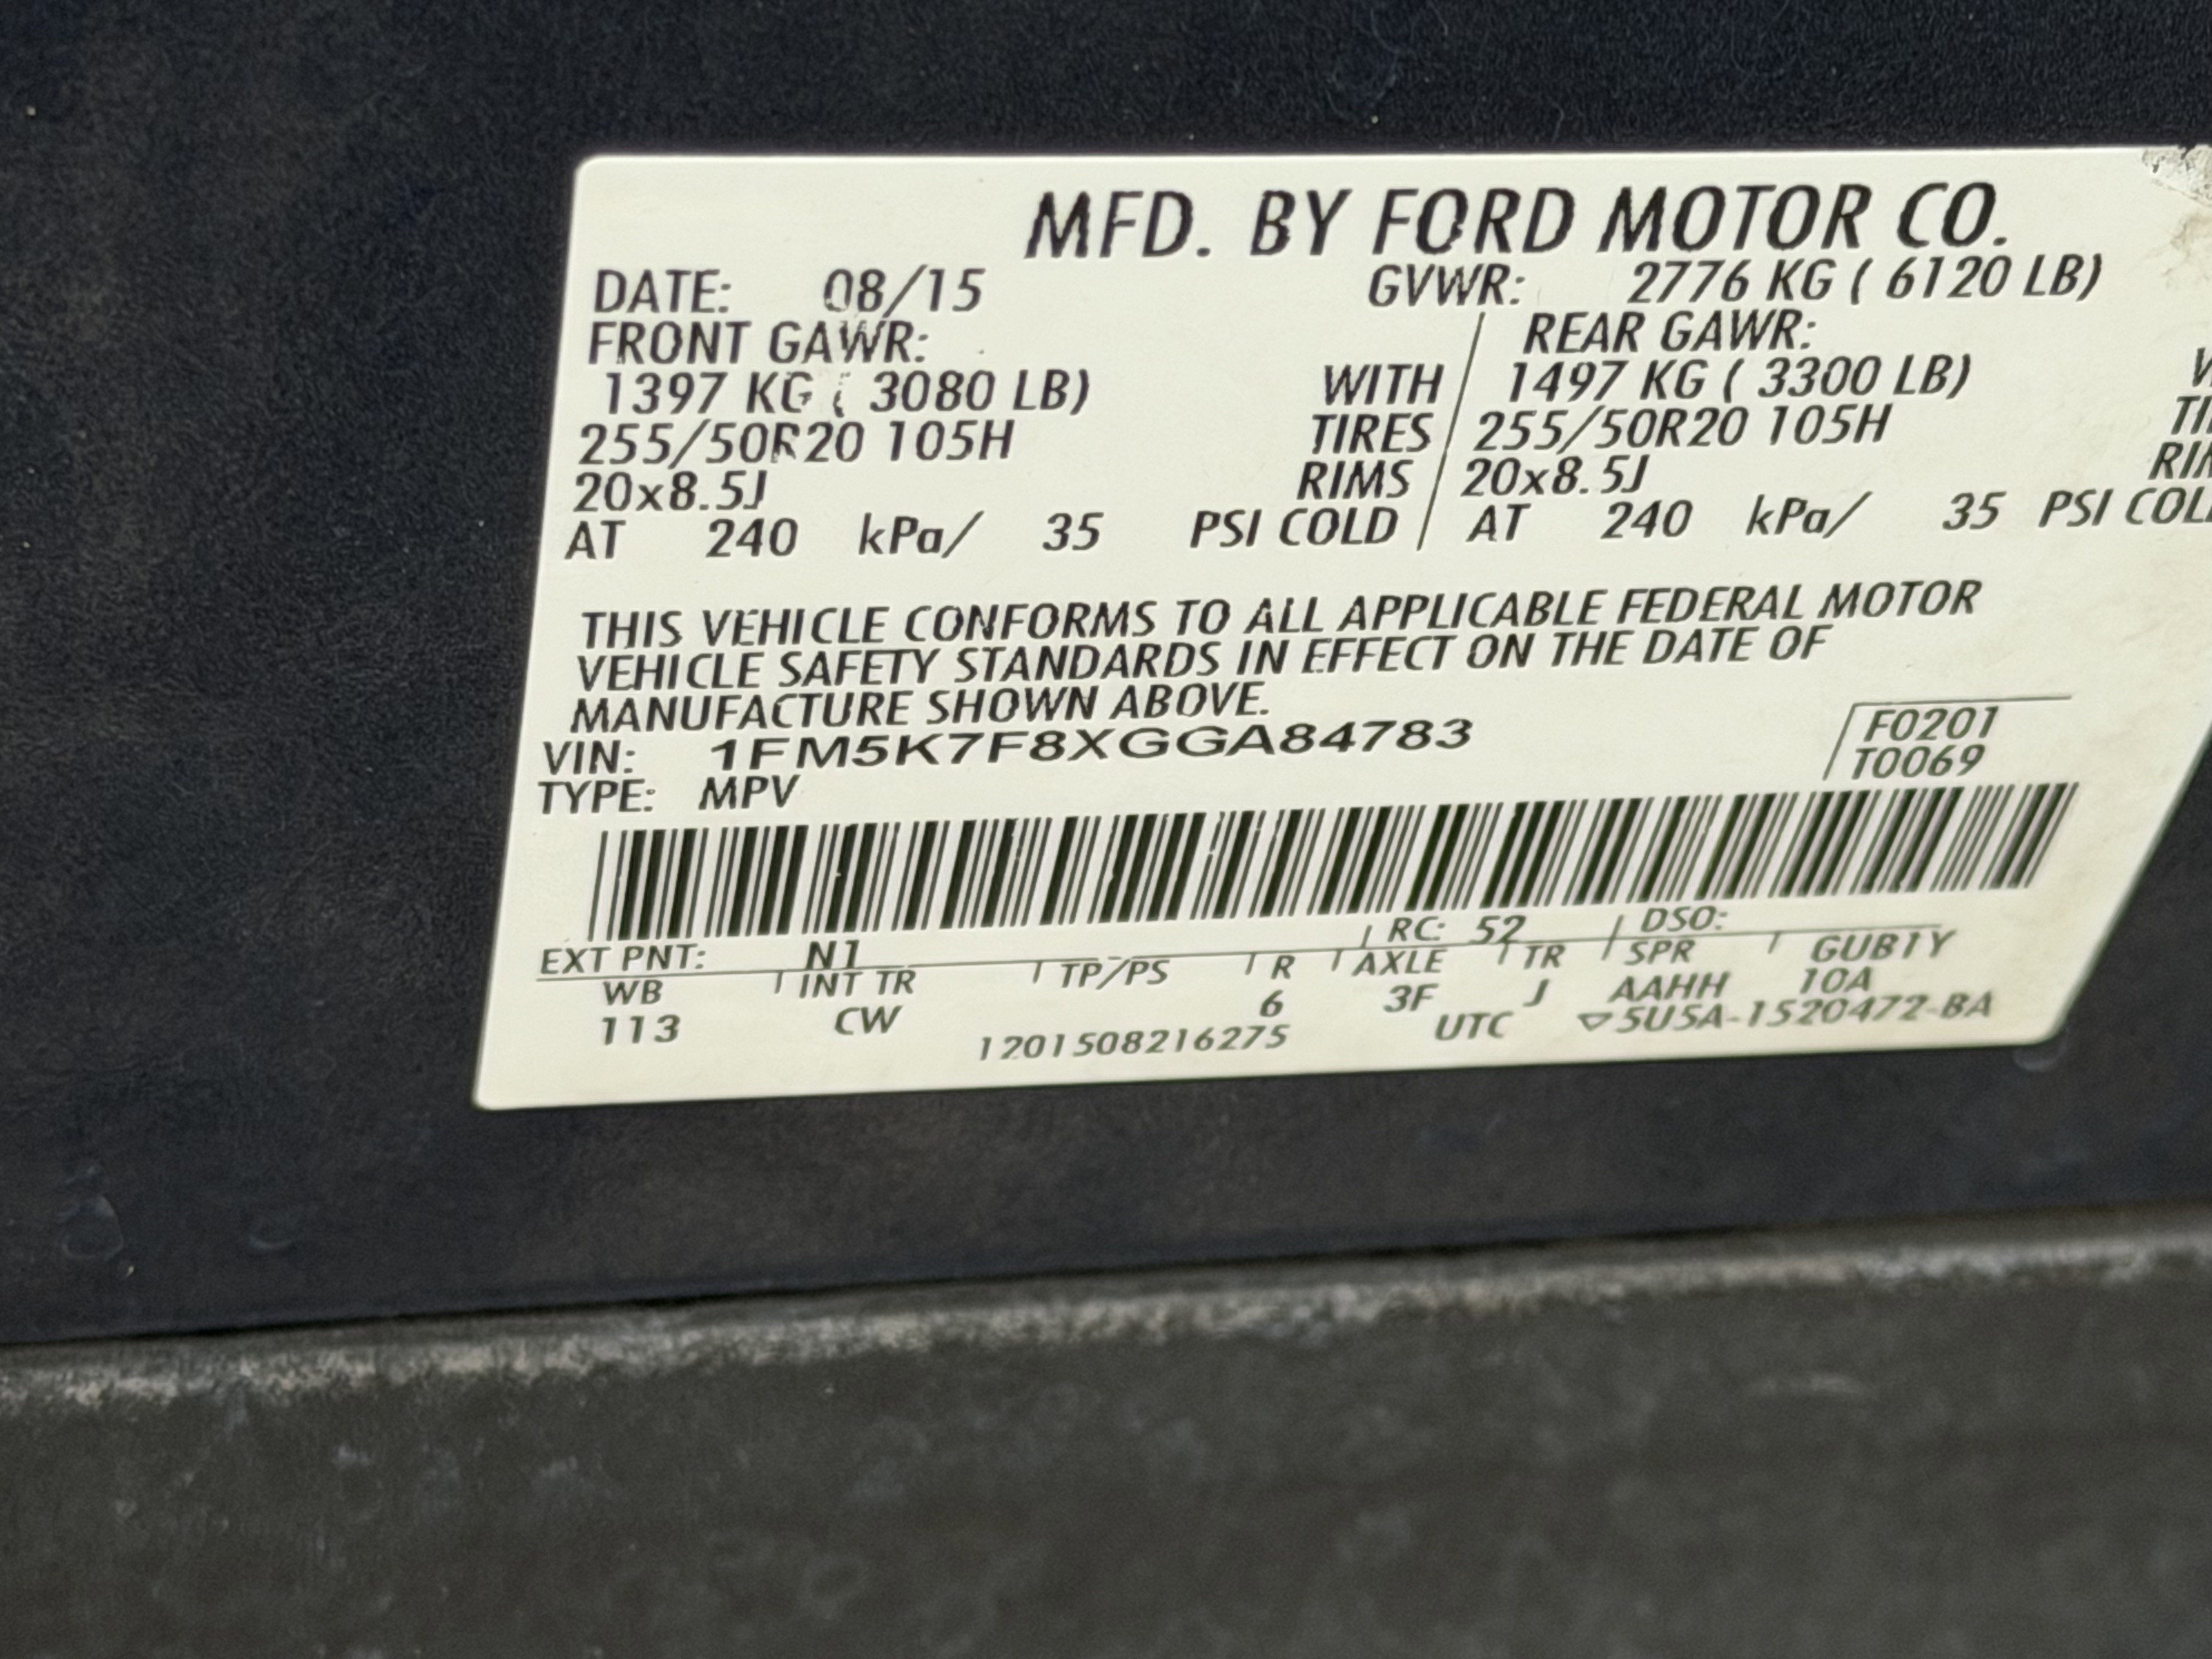 MFD. BY FORD MOTOR CO.
DATE: 08/15 GVWR: 2776 KG ( 6120 LB)
FRONT GAWR: REAR GAWR:
1397 KG ( 3080 LB) WITH 1497 KG ( 3300 LB)
255/50R20 105H TIRES 255/50R20 105H
20x8.5J RIMS 20x8.5J
AT 240 kPa/ 35 PSI COLD AT 240 kPa/ 35 PSI COL
THIS VEHICLE CONFORMS TO ALL APPLICABLE FEDERAL MOTOR
VEHICLE SAFETY STANDARDS IN EFFECT ON THE DATE OF
MANUFACTURE SHOWN ABOVE.
VIN: 1FM5K7F8XGGA84783
TYPE: MPV
F0201
T0069
EXT PNT: N1 RC: 52 DSO:
WB INT TR TP/PS R AXLE TR SPR GUB1Y
113 CW 6 3F J AAHH 10A
1201508216275 UTC ▽5U5A-1520472-BA